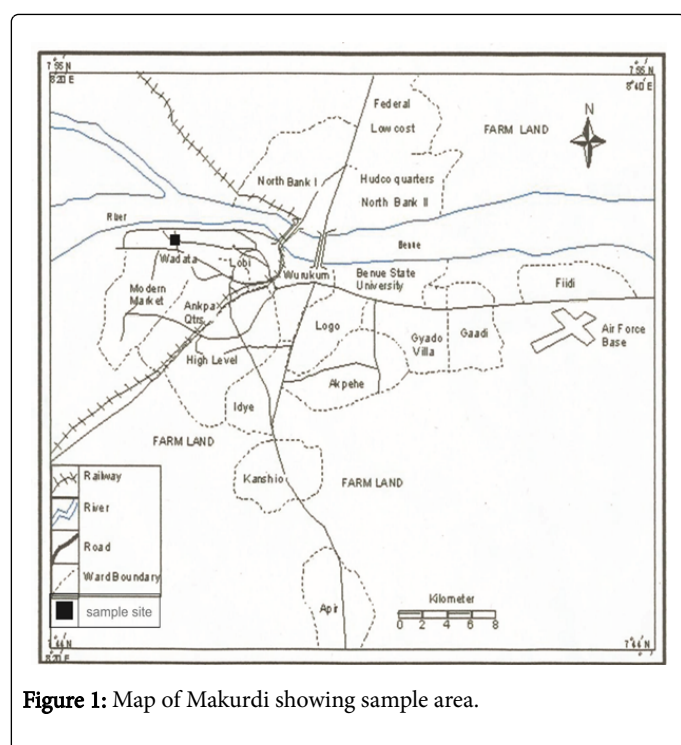 7°55 N
8°20 E
7°55 N
8°40 E
Federal
Low cost
FARM LAND
N
North Bank I
Hudco quarters
North Bank II
River
Benue
Wadata
Lobi
Wurukum
Benue State
University
Fiidi
Modern
Market
Ankpa
Qtrs.
Logo
Gyado
Villa
Gaadi
Air Force
Base
High Level
Akpehe
Idye
FARM LAND
Kanshio
FARM LAND
Railway
River
Road
Ward Boundary
sample site
Apir
Kilometer
0 2 4 6 8
7°44 N
8°20 E
7°44 N
Figure 1: Map of Makurdi showing sample area.